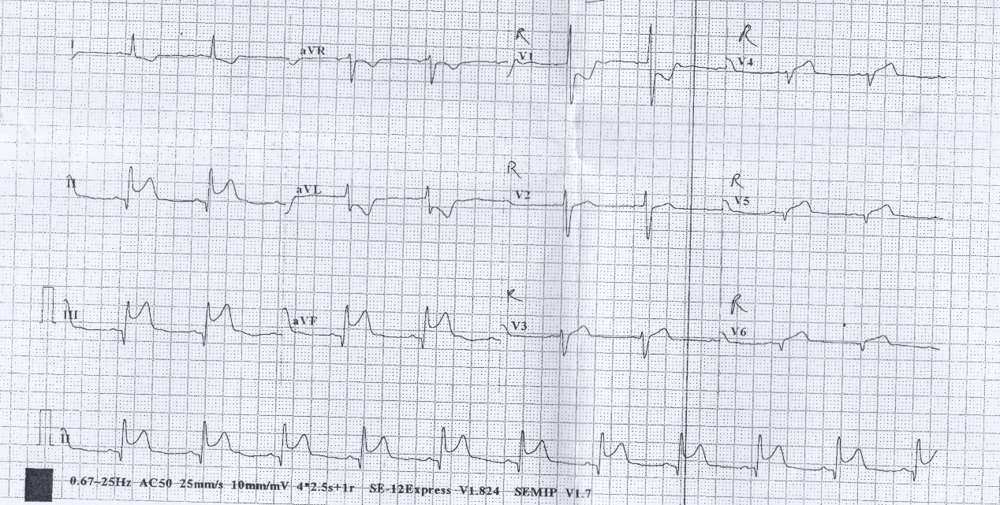 R R
I aVR V1 V4
R R
II aVL V2 V5
R R
III aVF V3 V6
II
0.67~25Hz AC50 25mm/s 10mm/mV 4*2.5s+1r SE-12Express V1.824 SEMIP V1.7